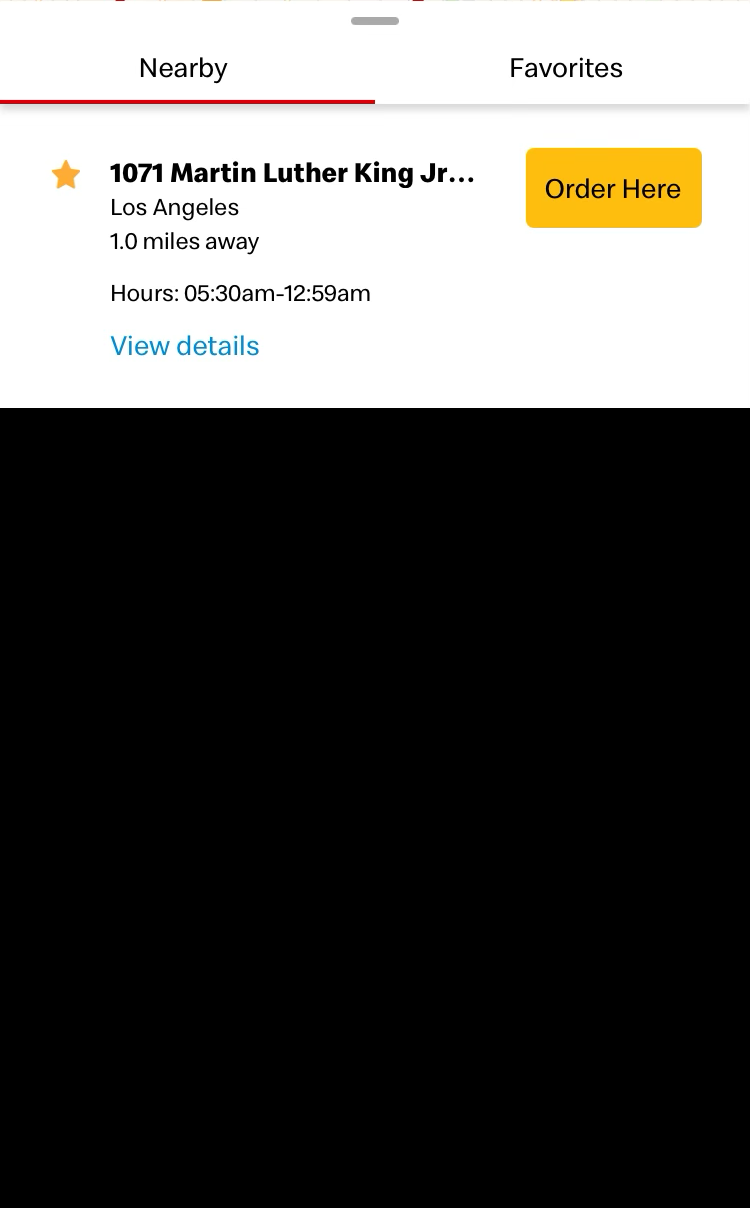 Nearby
Favorites
1071 Martin Luther King Jr...
Order Here
Los Angeles
1.0 miles away
Hours: 05:30am-12:59am
View details